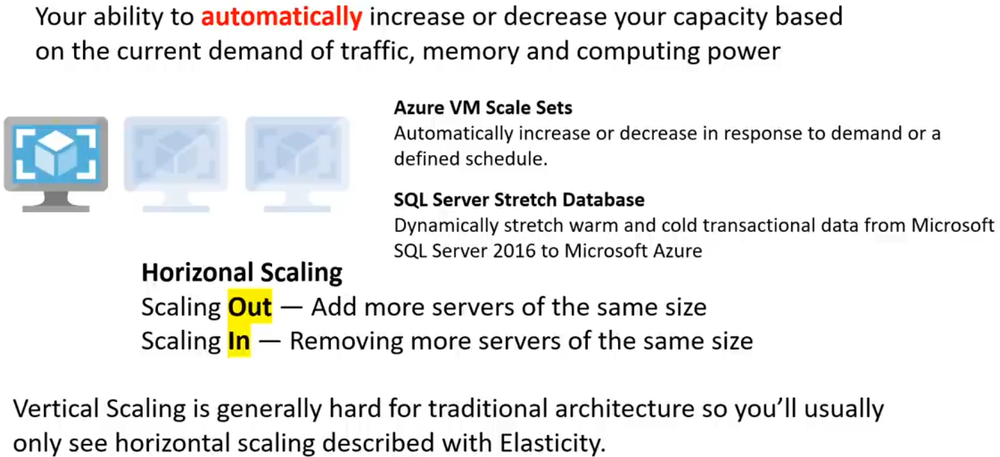 Your ability to automatically increase or decrease your capacity based
on the current demand of traffic, memory and computing power
Azure VM Scale Sets
Automatically increase or decrease in response to demand or a
defined schedule.
SQL Server Stretch Database
Dynamically stretch warm and cold transactional data from Microsoft
SQL Server 2016 to Microsoft Azure
Horizonal Scaling
Scaling Out — Add more servers of the same size
Scaling In — Removing more servers of the same size
Vertical Scaling is generally hard for traditional architecture so you’ll usually
only see horizontal scaling described with Elasticity.